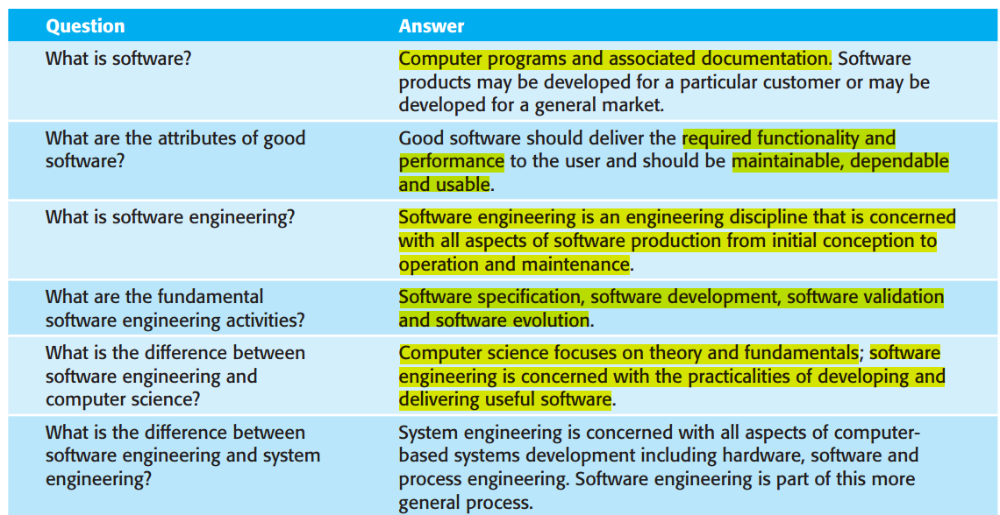 Question Answer
What is software?
Computer programs and associated documentation. Software
products may be developed for a particular customer or may be
developed for a general market.
What are the attributes of good
software?
Good software should deliver the required functionality and
performance to the user and should be maintainable, dependable
and usable.
What is software engineering?
Software engineering is an engineering discipline that is concerned
with all aspects of software production from initial conception to
operation and maintenance.
What are the fundamental
software engineering activities?
Software specification, software development, software validation
and software evolution.
What is the difference between
software engineering and
computer science?
Computer science focuses on theory and fundamentals; software
engineering is concerned with the practicalities of developing and
delivering useful software.
What is the difference between
software engineering and system
engineering?
System engineering is concerned with all aspects of computer-
based systems development including hardware, software and
process engineering. Software engineering is part of this more
general process.